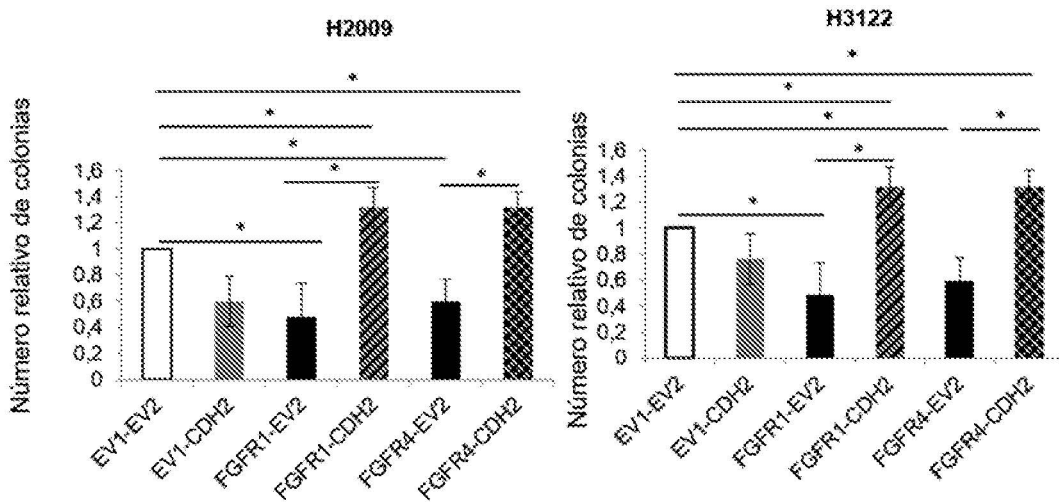 H2009
*
*
*
*
*
*
Número relativo de colonias
1,6
1,4
1,2
1
0,8
0,6
0,4
0,2
0
EV1-EV2
EV1-CDH2
FGFR1-EV2
FGFR1-CDH2
FGFR4-EV2
FGFR4-CDH2
H3122
*
*
*
*
*
*
Número relativo de colonias
1,6
1,4
1,2
1
0,8
0,6
0,4
0,2
0
EV1-EV2
EV1-CDH2
FGFR1-EV2
FGFR1-CDH2
FGFR4-EV2
FGFR4-CDH2